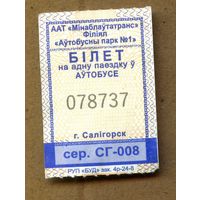 ААТ «Мінаблаўтатранс»
Філіял
«Аўтобусны парк №1»
БІЛЕТ
на адну паездку ў
АЎТОБУСЕ
078737
г. Салігорск
сер. СГ-008
РУП «БУД» зак. 4р-24-8